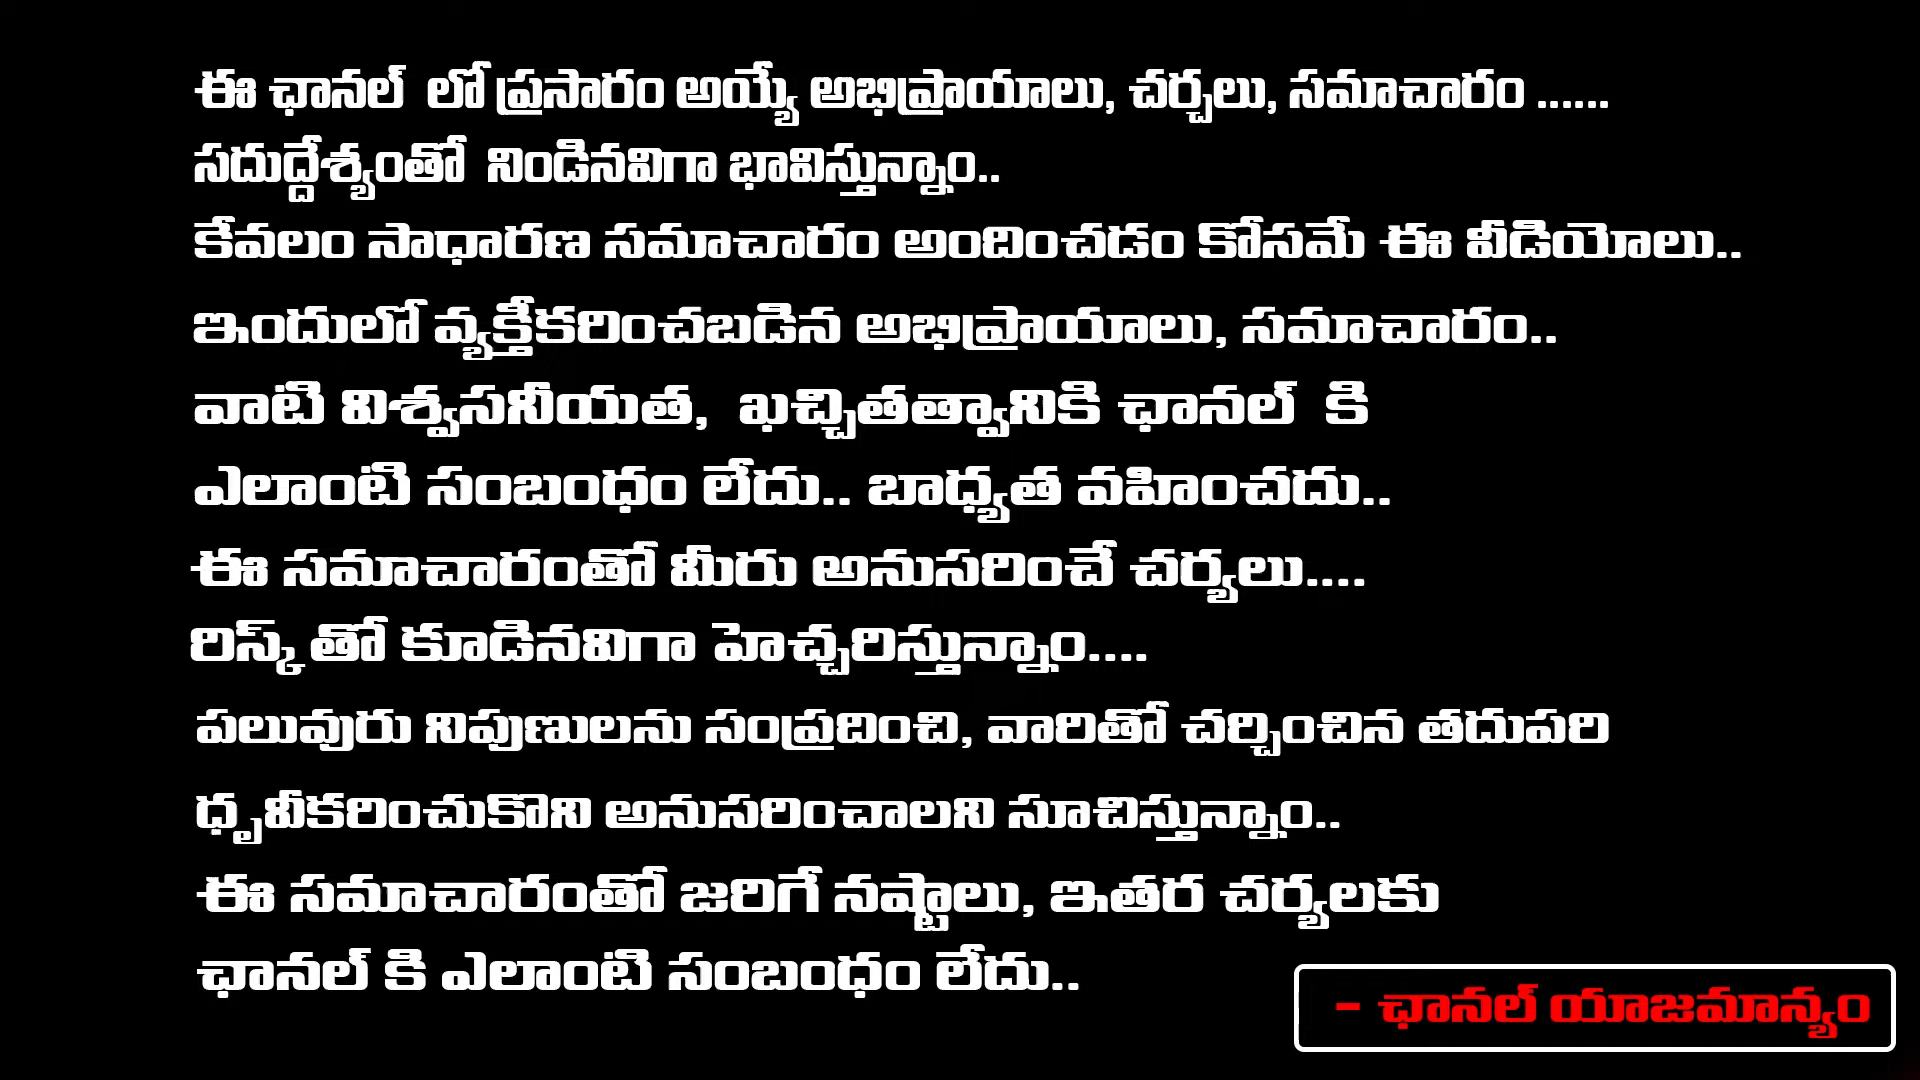 ఈ ఛానల్ లో ప్రసారం అయ్యే అభిప్రాయాలు, చర్చలు, సమాచారం ......
సదుద్దేశ్యంతో నిండినవిగా భావిస్తున్నాం..
కేవలం సాధారణ సమాచారం అందించడం కోసమే ఈ వీడియోలు..
ఇందులో వ్యక్తీకరించబడిన అభిప్రాయాలు, సమాచారం..
వాటి విశ్వసనీయత, ఖచ్చితత్వానికి ఛానల్ కి
ఎలాంటి సంబంధం లేదు.. బాధ్యత వహించదు..
ఈ సమాచారంతో మీరు అనుసరించే చర్యలు....
రిస్క్ తో కూడినవిగా హెచ్చరిస్తున్నాం....
పలువురు నిపుణులను సంప్రదించి, వారితో చర్చించిన తదుపరి
ధృవీకరించుకొని అనుసరించాలని సూచిస్తున్నాం..
ఈ సమాచారంతో జరిగే నష్టాలు, ఇతర చర్యలకు
ఛానల్ కి ఎలాంటి సంబంధం లేదు..
- ఛానల్ యాజమాన్యం